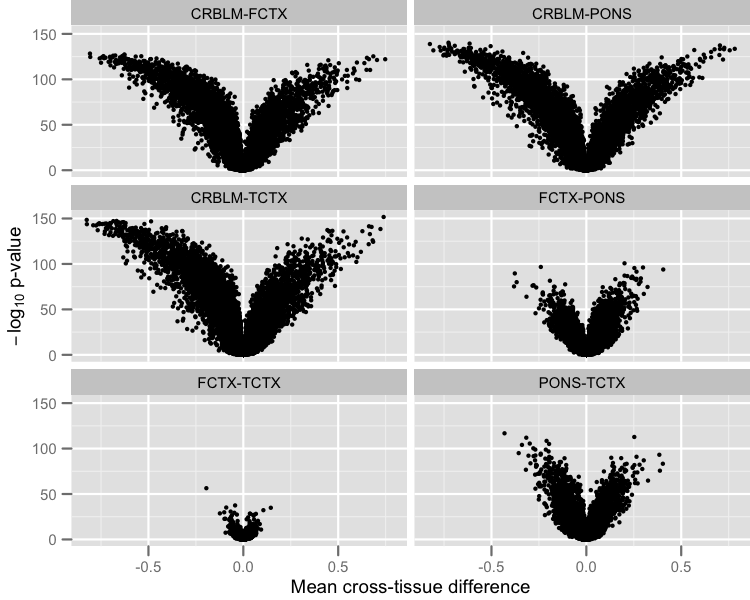 CRBLM-FCTX CRBLM-PONS
150
100
50
0
CRBLM-TCTX FCTX-PONS
150
100
50
0
FCTX-TCTX PONS-TCTX
150
100
50
0
-0.5 0.0 0.5 -0.5 0.0 0.5
Mean cross-tissue difference
−log10 p-value